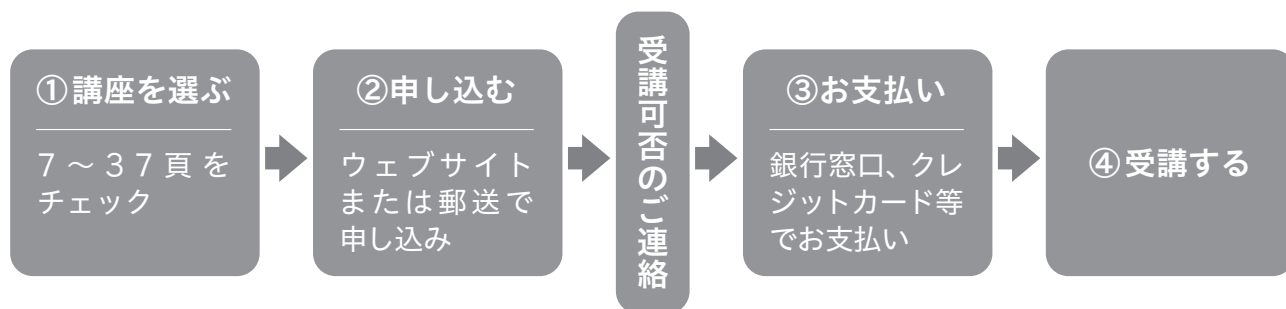 ①講座を選ぶ
7～37頁を
チェック
②申し込む
ウェブサイト
または郵送で
申し込み
受講可否のご連絡
③お支払い
銀行窓口、クレ
ジットカード等
でお支払い
④受講する